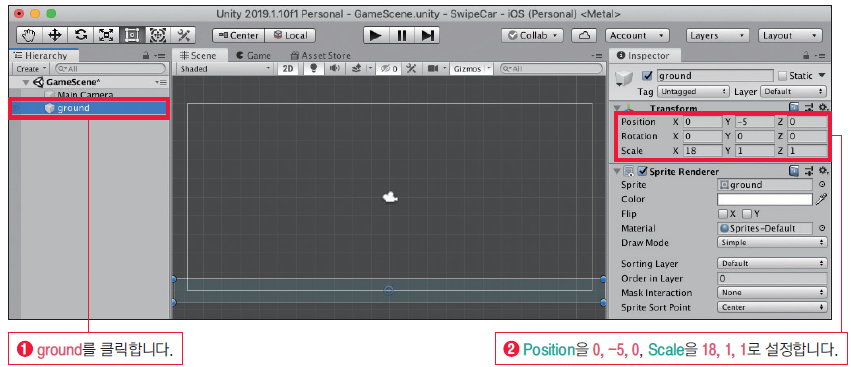 Unity 2019.1.10f1 Personal - GameScene.unity - SwipeCar - iOS (Personal) <Metal>
Center Local Collab Account Layers Layout
Hierarchy
Create All
GameScene*
Main Camera
ground
Scene Game Asset Store
Shaded 2D 0 Gizmos All
Inspector
ground Static
Tag Untagged Layer Default
Transform
Position X 0 Y -5 Z 0
Rotation X 0 Y 0 Z 0
Scale X 18 Y 1 Z 1
Sprite Renderer
Sprite ground
Color
Flip X Y
Material Sprites-Default
Draw Mode Simple
Sorting Layer Default
Order in Layer 0
Mask Interaction None
Sprite Sort Point Center
❶ ground를 클릭합니다.
❷ Position을 0, -5, 0, Scale을 18, 1, 1로 설정합니다.